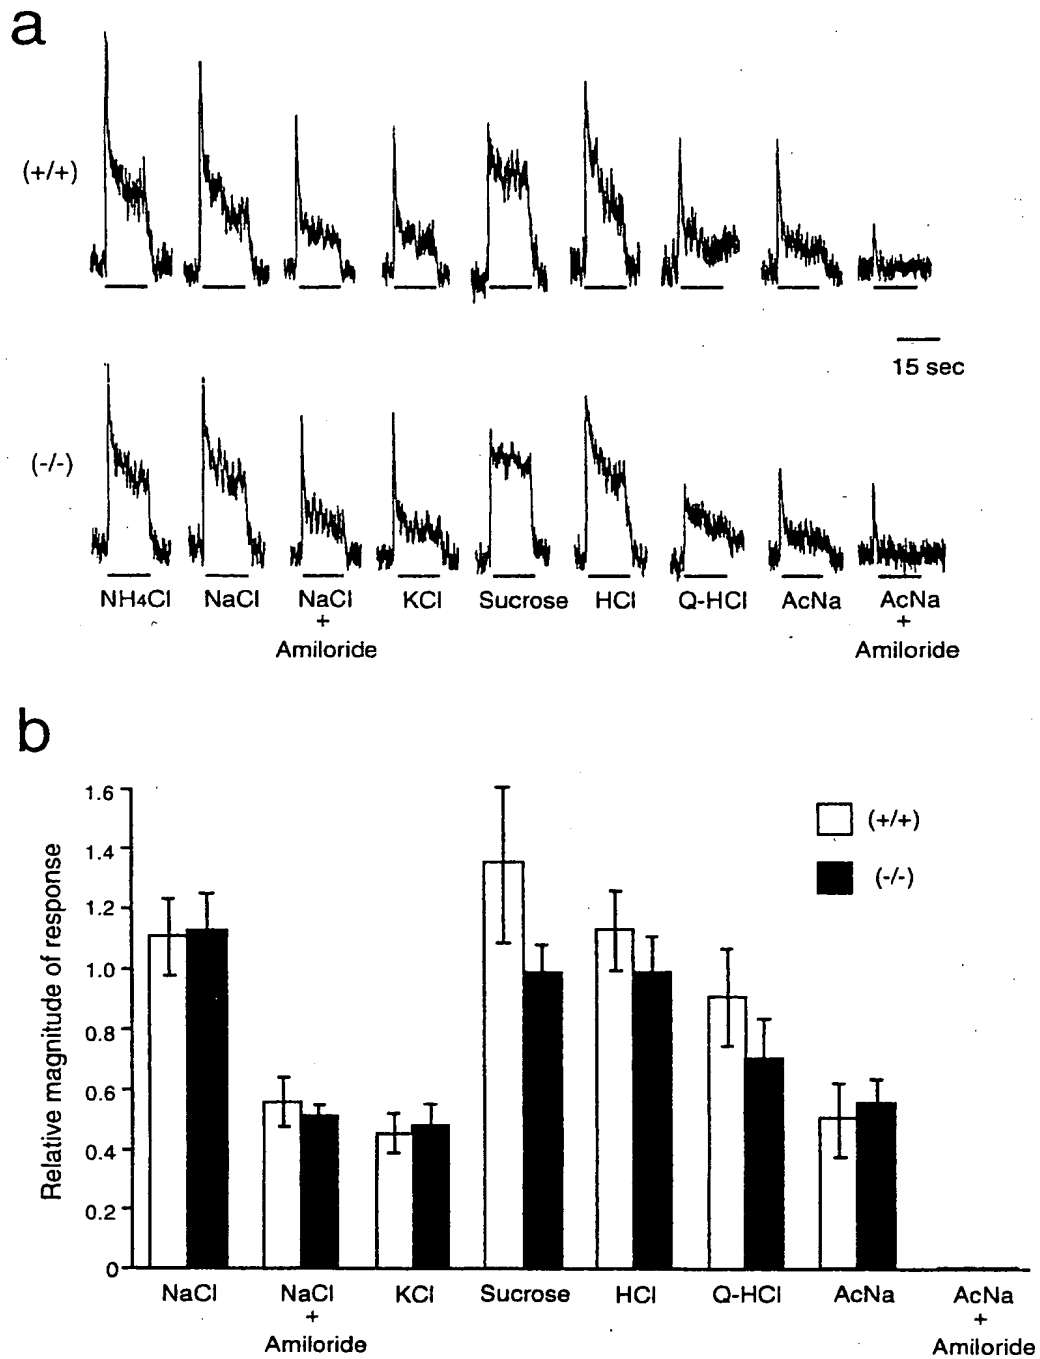 a
(+/+)
15 sec
(-/-)
NH4Cl NaCl NaCl + Amiloride KCl Sucrose HCl Q-HCl AcNa AcNa + Amiloride
b
Relative magnitude of response
1.6
1.4
1.2
1.0
0.8
0.6
0.4
0.2
0
(+/+)
(-/-)
NaCl NaCl + Amiloride KCl Sucrose HCl Q-HCl AcNa AcNa + Amiloride